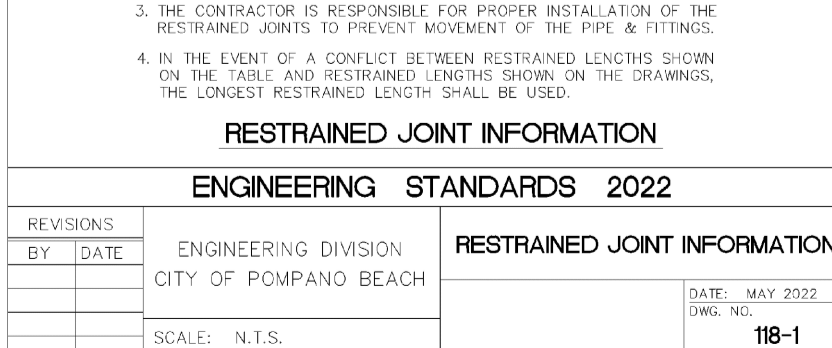 3. THE CONTRACTOR IS RESPONSIBLE FOR PROPER INSTALLATION OF THE
RESTRAINED JOINTS TO PREVENT MOVEMENT OF THE PIPE & FITTINGS.
4. IN THE EVENT OF A CONFLICT BETWEEN RESTRAINED LENGTHS SHOWN
ON THE TABLE AND RESTRAINED LENGTHS SHOWN ON THE DRAWINGS,
THE LONGEST RESTRAINED LENGTH SHALL BE USED.
RESTRAINED JOINT INFORMATION
ENGINEERING STANDARDS 2022
REVISIONS
BY DATE
ENGINEERING DIVISION
CITY OF POMPANO BEACH
SCALE: N.T.S.
RESTRAINED JOINT INFORMATION
DATE: MAY 2022
DWG. NO.
118-1